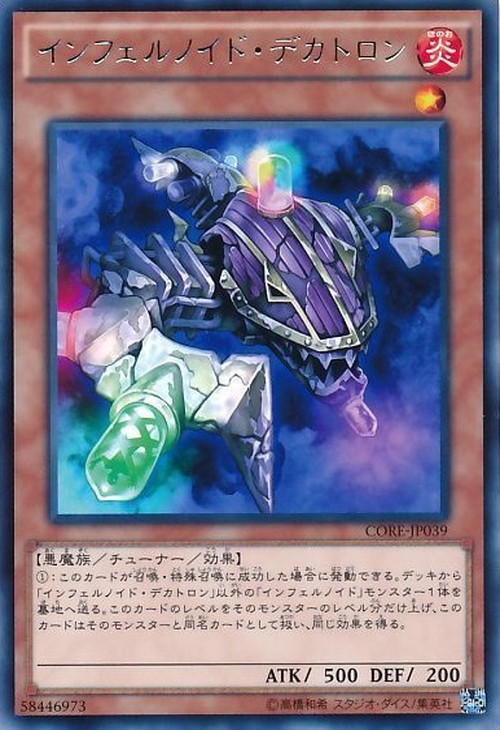 インフェルノイド・デカトロン
炎
CORE-JP039
【悪魔族／チューナー／効果】
①：このカードが召喚・特殊召喚に成功した場合に発動できる。デッキから
「インフェルノイド・デカトロン」以外の「インフェルノイド」モンスター１体を
墓地へ送る。このカードのレベルをそのモンスターのレベル分だけ上げ、この
カードはそのモンスターと同名カードとして扱い、同じ効果を得る。
ATK/ 500 DEF/ 200
58446973
©高橋和希 スタジオ・ダイス/集英社